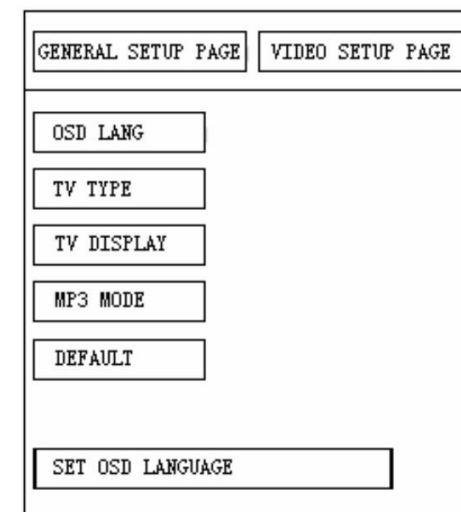 GENERAL SETUP PAGE VIDEO SETUP PAGE
OSD LANG
TV TYPE
TV DISPLAY
MP3 MODE
DEFAULT
SET OSD LANGUAGE